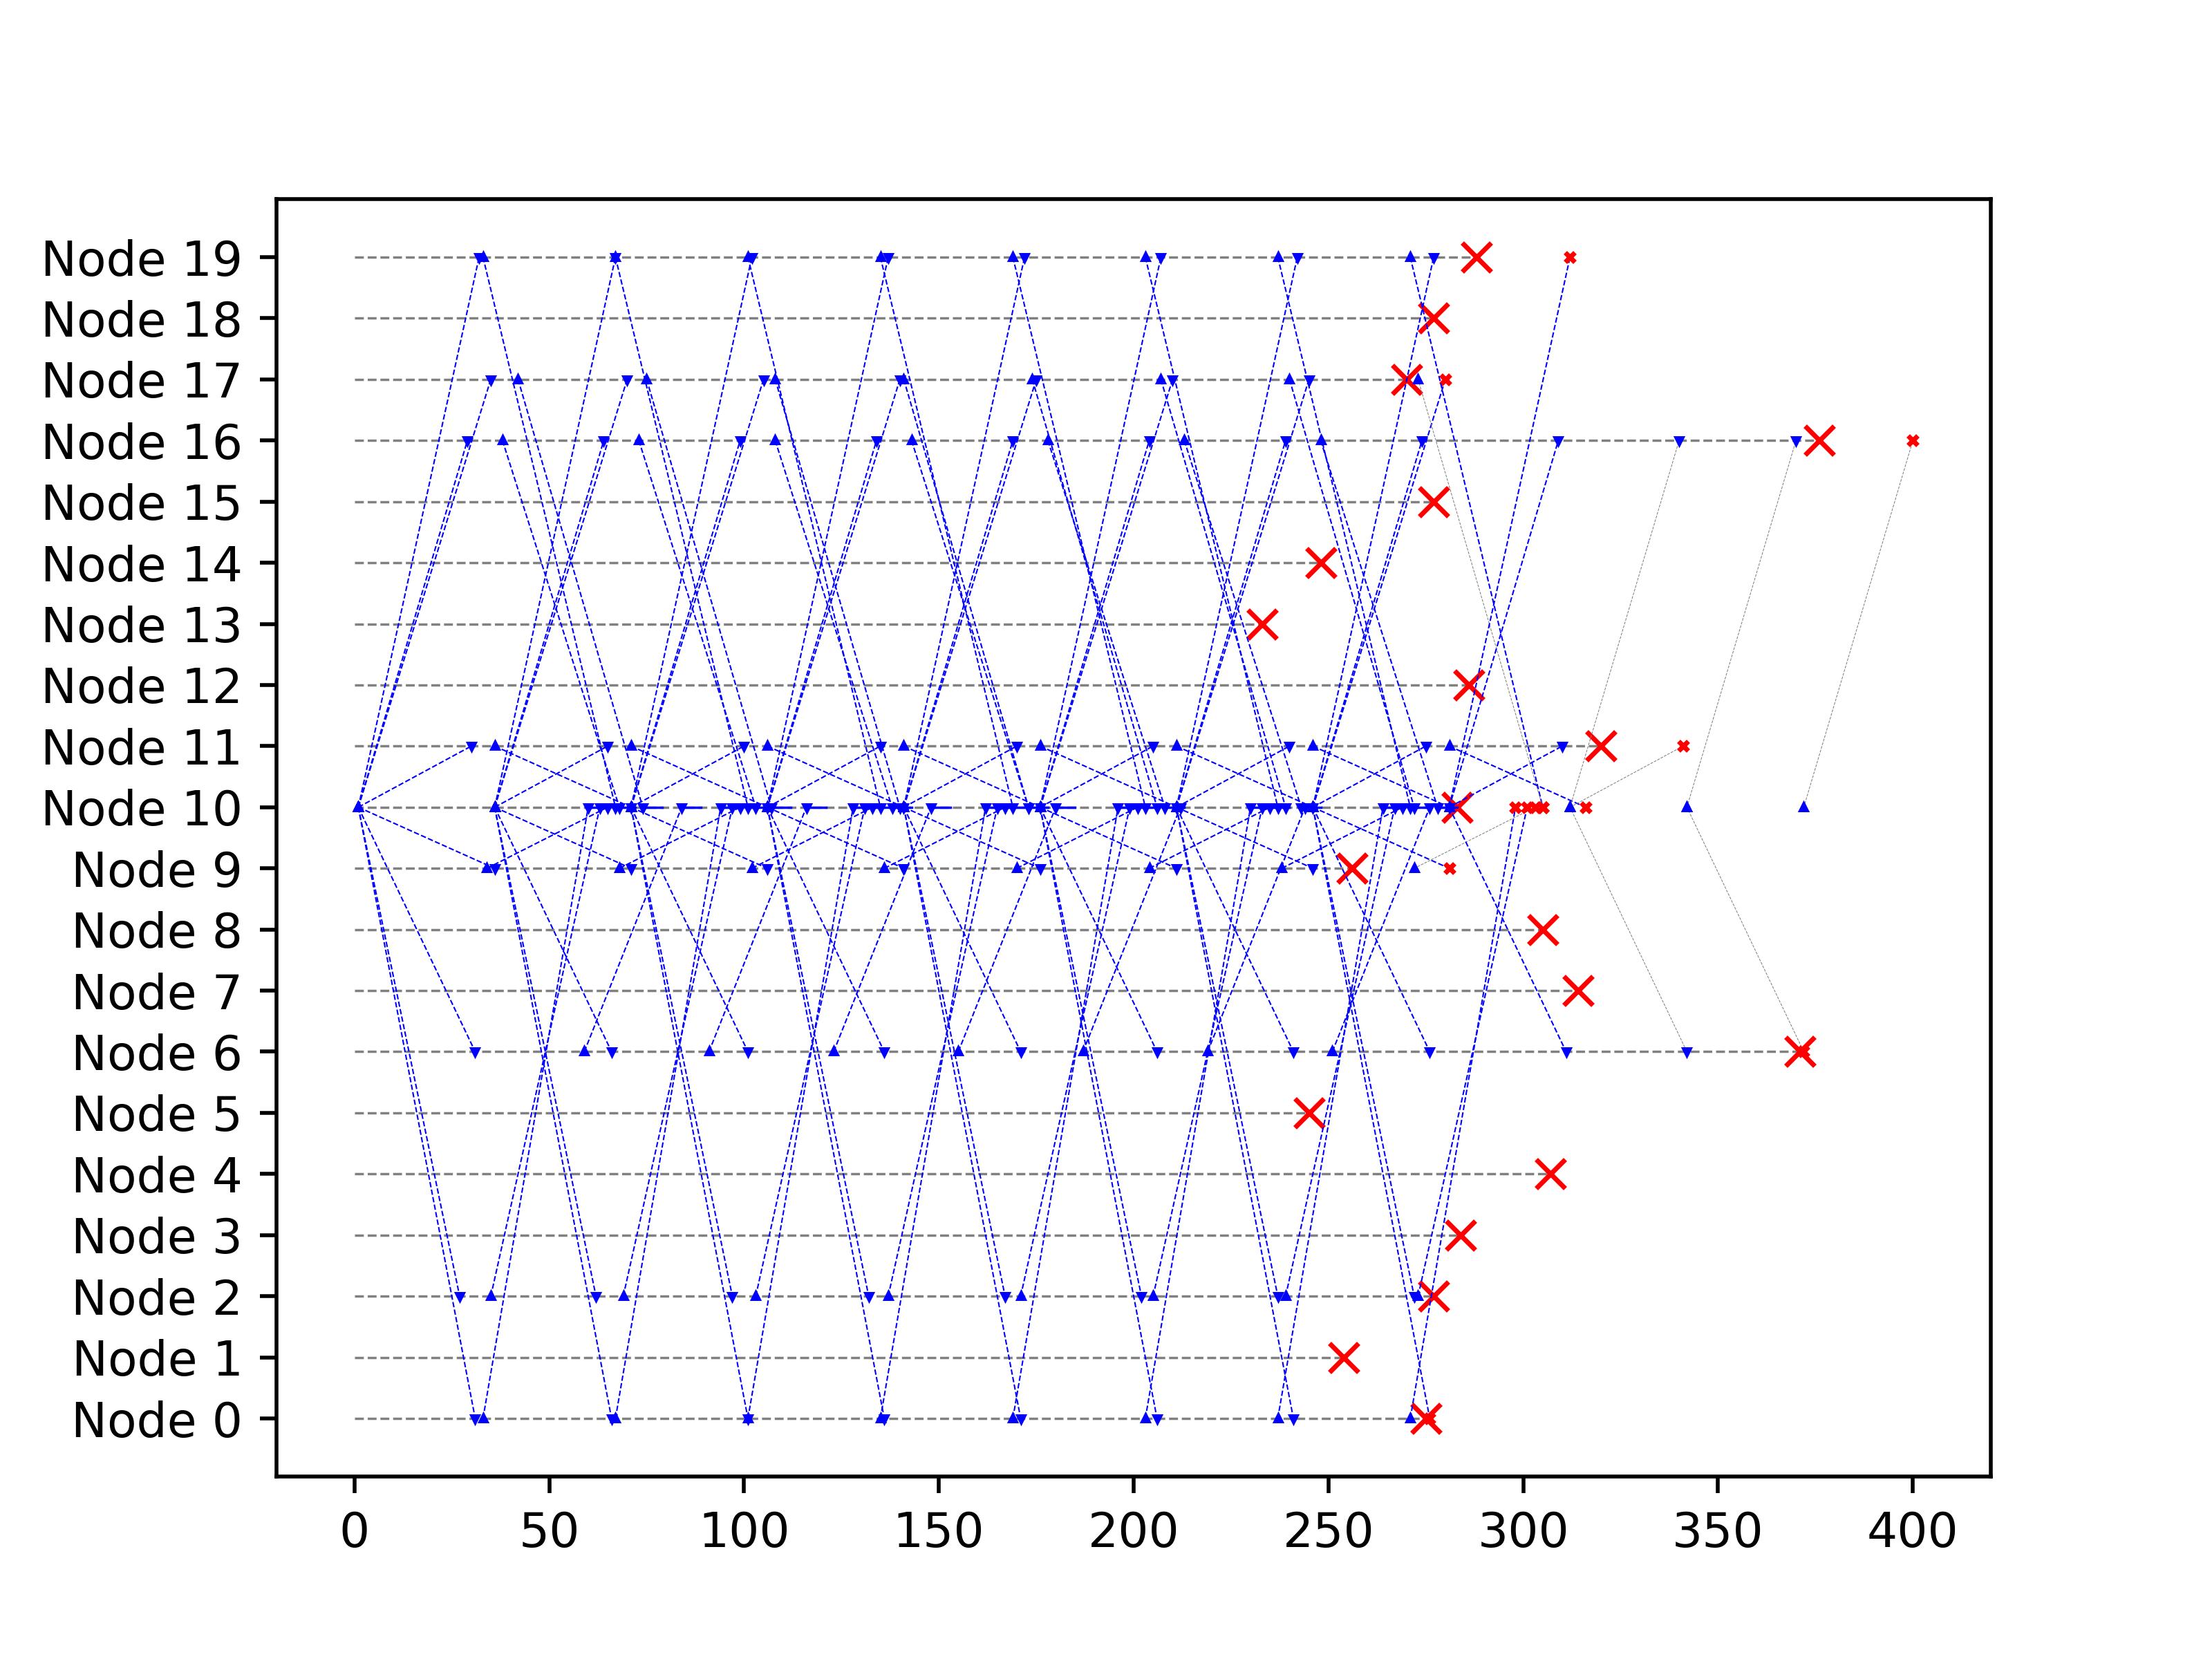 Node 19
Node 18
Node 17
Node 16
Node 15
Node 14
Node 13
Node 12
Node 11
Node 10
Node 9
Node 8
Node 7
Node 6
Node 5
Node 4
Node 3
Node 2
Node 1
Node 0
0 50 100 150 200 250 300 350 400